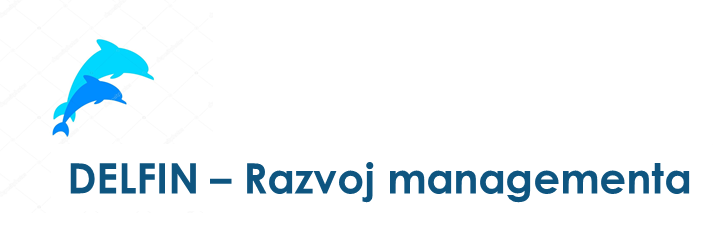 DELFIN – Razvoj managementa